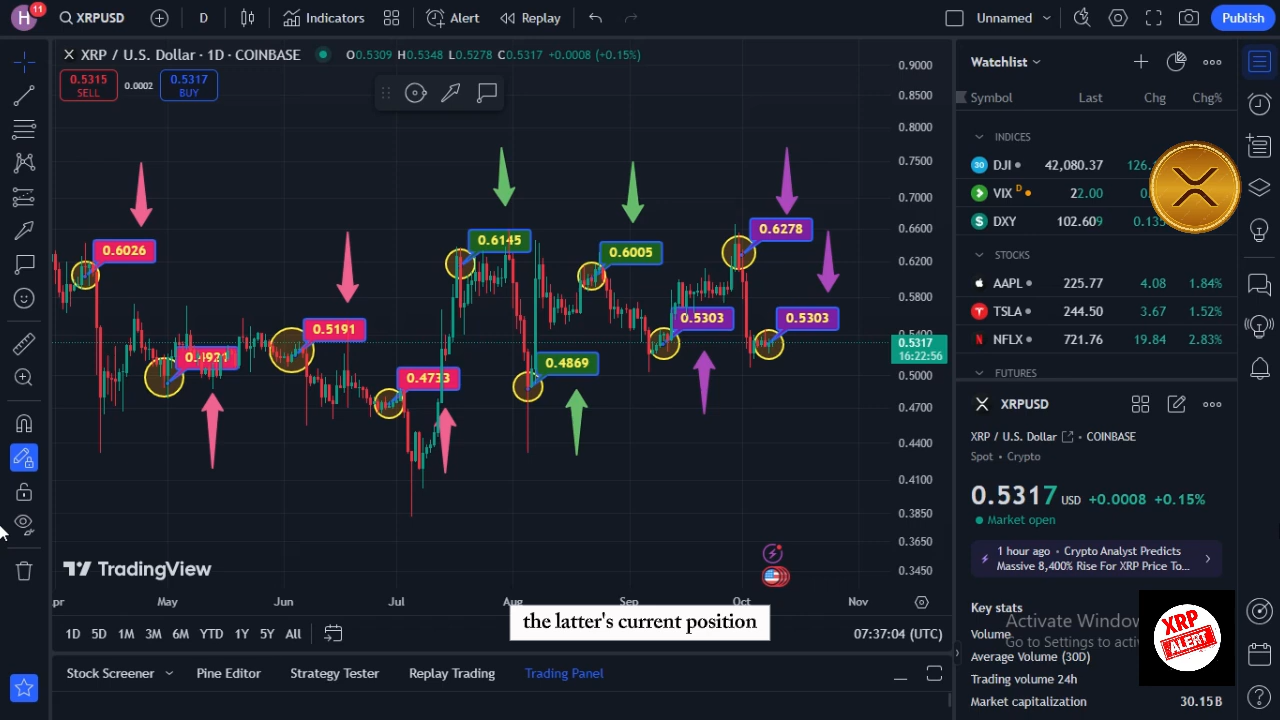 H
11
XRPUSD
D
Indicators
Alert
Replay
Unnamed
Publish
XRP / U.S. Dollar · 1D · COINBASE
O0.5309 H0.5348 L0.5278 C0.5317 +0.0008 (+0.15%)
0.5315
SELL
0.0002
0.5317
BUY
0.9000
0.8500
0.8000
0.7500
0.7000
0.6600
0.6200
0.5800
0.5400
0.5317
16:22:56
0.5000
0.4700
0.4400
0.4100
0.3850
0.3650
0.3450
0.6026
0.4921
0.5191
0.4733
0.6145
0.4869
0.6005
0.5303
0.6278
0.5303
TradingView
pr
May
Jun
Jul
Aug
Sep
Oct
Nov
the latter's current position
1D 5D 1M 3M 6M YTD 1Y 5Y All
07:37:04 (UTC)
Stock Screener
Pine Editor
Strategy Tester
Replay Trading
Trading Panel
Watchlist
Symbol Last Chg Chg%
INDICES
DJI 42,080.37 126.
VIX D 22.00 0.
DXY 102.609
STOCKS
AAPL 225.77 4.08 1.84%
TSLA 244.50 3.67 1.52%
NFLX 721.76 19.84 2.83%
FUTURES
XRPUSD
XRP / U.S. Dollar · COINBASE
Spot · Crypto
0.5317 USD +0.0008 +0.15%
Market open
1 hour ago · Crypto Analyst Predicts
Massive 8,400% Rise For XRP Price To...
Key stats
Activate Window
Volume
Go to Settings to activ
Average Volume (30D)
Trading volume 24h
Market capitalization 30.15B
XRP
ALERT